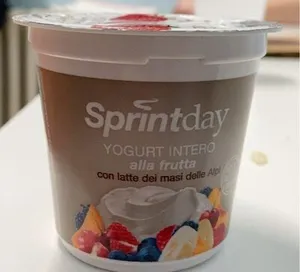 Sprintday
YOGURT INTERO
alla frutta
con latte dei masi delle Alpi